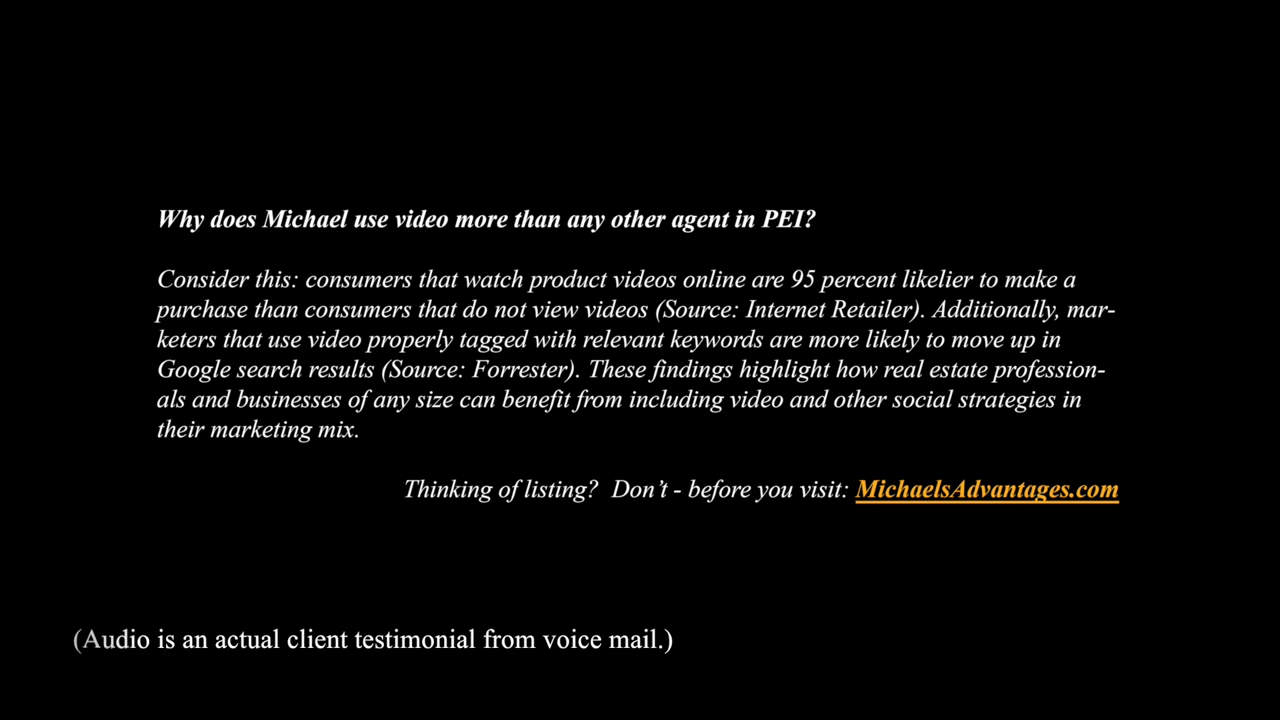 Why does Michael use video more than any other agent in PEI?
Consider this: consumers that watch product videos online are 95 percent likelier to make a
purchase than consumers that do not view videos (Source: Internet Retailer). Additionally, mar-
keters that use video properly tagged with relevant keywords are more likely to move up in
Google search results (Source: Forrester). These findings highlight how real estate profession-
als and businesses of any size can benefit from including video and other social strategies in
their marketing mix.
Thinking of listing?  Don’t - before you visit: MichaelsAdvantages.com
(Audio is an actual client testimonial from voice mail.)